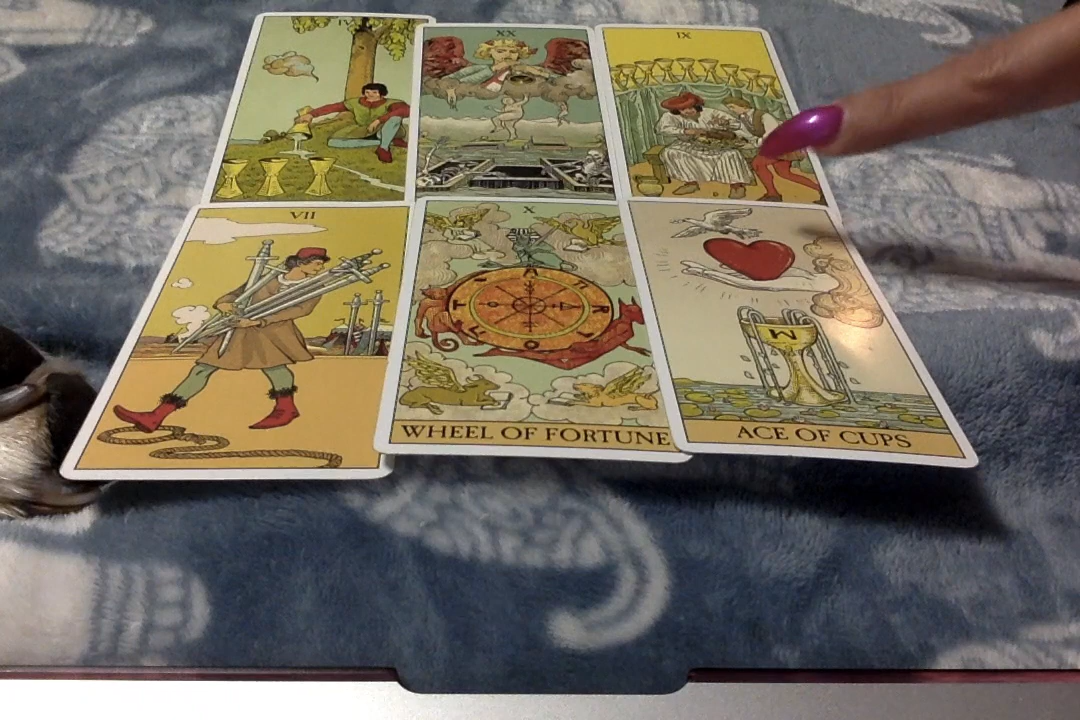 IV
XX
IX
VII
X
WHEEL OF FORTUNE
ACE OF CUPS